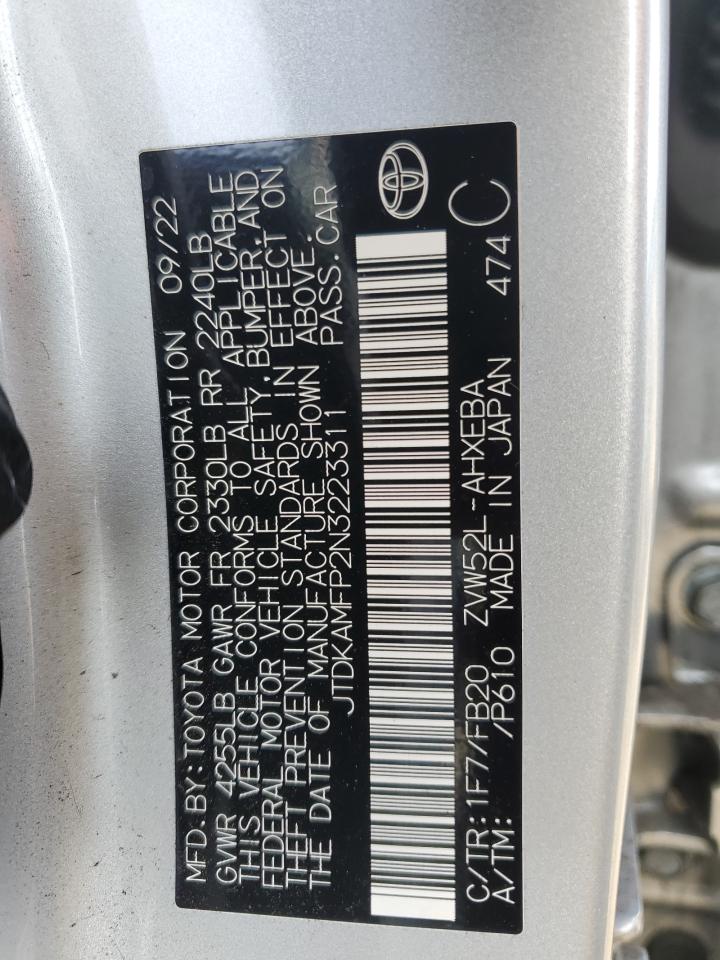 MFD. BY: TOYOTA MOTOR CORPORATION 09/22
GVWR 4255LB GAWR FR 2330LB RR 2240LB
THIS VEHICLE CONFORMS TO ALL APPLICABLE
FEDERAL MOTOR VEHICLE SAFETY, BUMPER, AND
THEFT PREVENTION STANDARDS IN EFFECT ON
THE DATE OF MANUFACTURE SHOWN ABOVE.
JTDKAMFP2N3223311 PASS. CAR
C/TR: 1F7/FB20 ZVW52L-AHXEBA
A/TM: /P610 MADE IN JAPAN 474 C